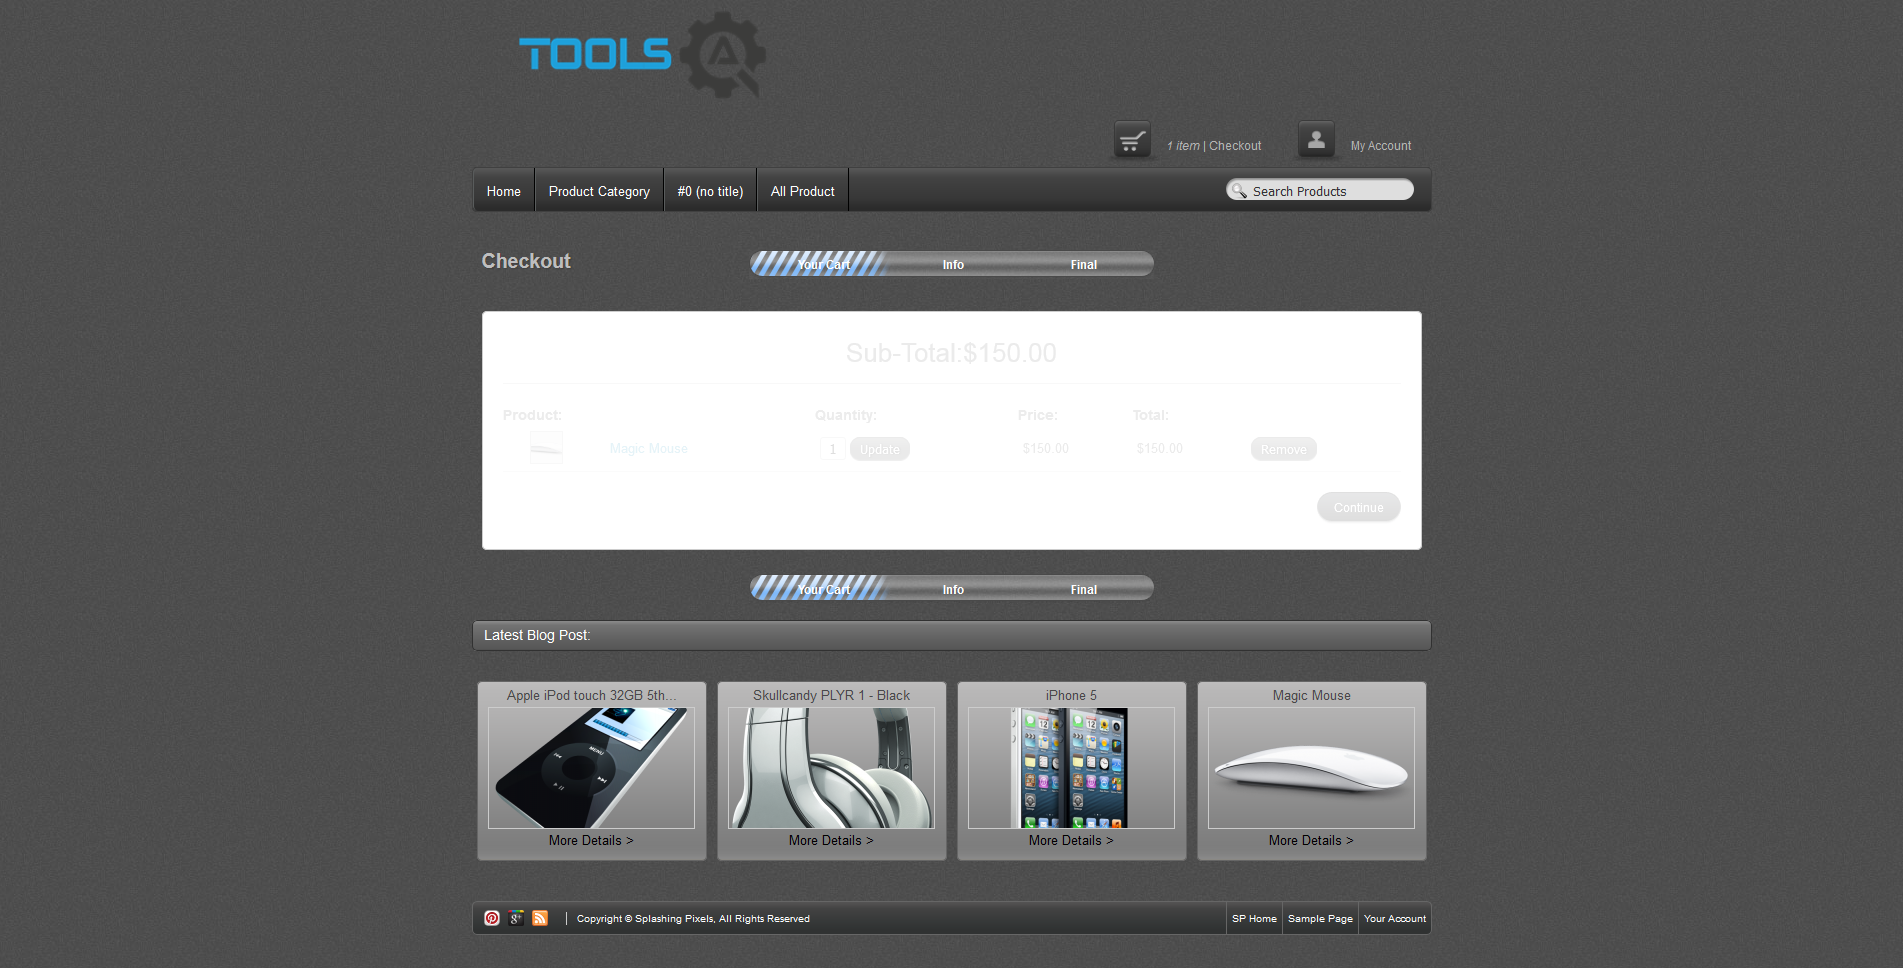 TOOLS QA
1 item | Checkout
My Account
Home
Product Category
#0 (no title)
All Product
Search Products
Checkout
Your Cart
Info
Final
Sub-Total:$150.00
Product:
Quantity:
Price:
Total:
Magic Mouse
1
Update
$150.00
$150.00
Remove
Continue
Your Cart
Info
Final
Latest Blog Post:
Apple iPod touch 32GB 5th...
Skullcandy PLYR 1 - Black
iPhone 5
Magic Mouse
MENU
More Details >
More Details >
More Details >
More Details >
Copyright © Splashing Pixels, All Rights Reserved
SP Home
Sample Page
Your Account